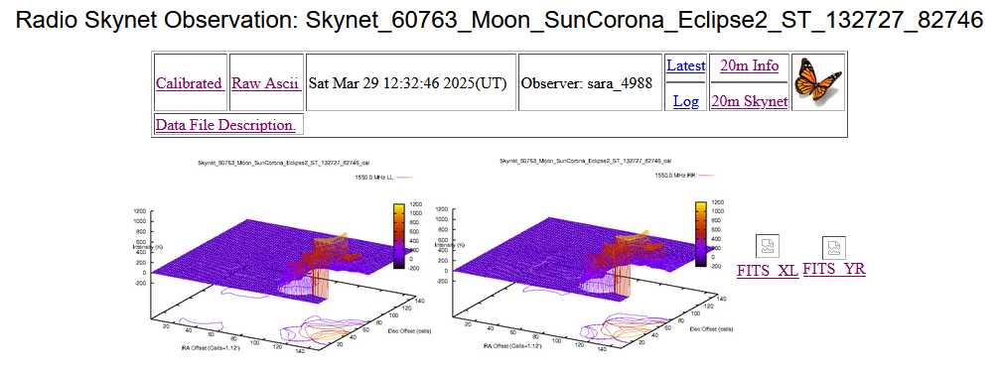 Radio Skynet Observation: Skynet_60763_Moon_SunCorona_Eclipse2_ST_132727_82746
Calibrated
Raw Ascii
Sat Mar 29 12:32:46 2025(UT)
Observer: sara_4988
Latest
Log
20m Info
20m Skynet
Data File Description.
Skynet_60763_Moon_SunCorona_Eclipse2_ST_132727_82746_cal
1550.0 MHz LL
1200
1000
800
600
400
200
0
-200
Intensity (K)
1200
1000
800
600
400
200
0
-200
20
40
60
80
100
120
140
RA Offset (Cells=1.12')
20
40
60
80
100
120
140
Dec Offset (cells)
Skynet_60763_Moon_SunCorona_Eclipse2_ST_132727_82746_cal
1550.0 MHz RR
1200
1000
800
600
400
200
0
-200
Intensity (K)
1200
1000
800
600
400
200
0
-200
20
40
60
80
100
120
140
RA Offset (Cells=1.12')
20
40
60
80
100
120
140
Dec Offset (cells)
FITS_XL
FITS_YR